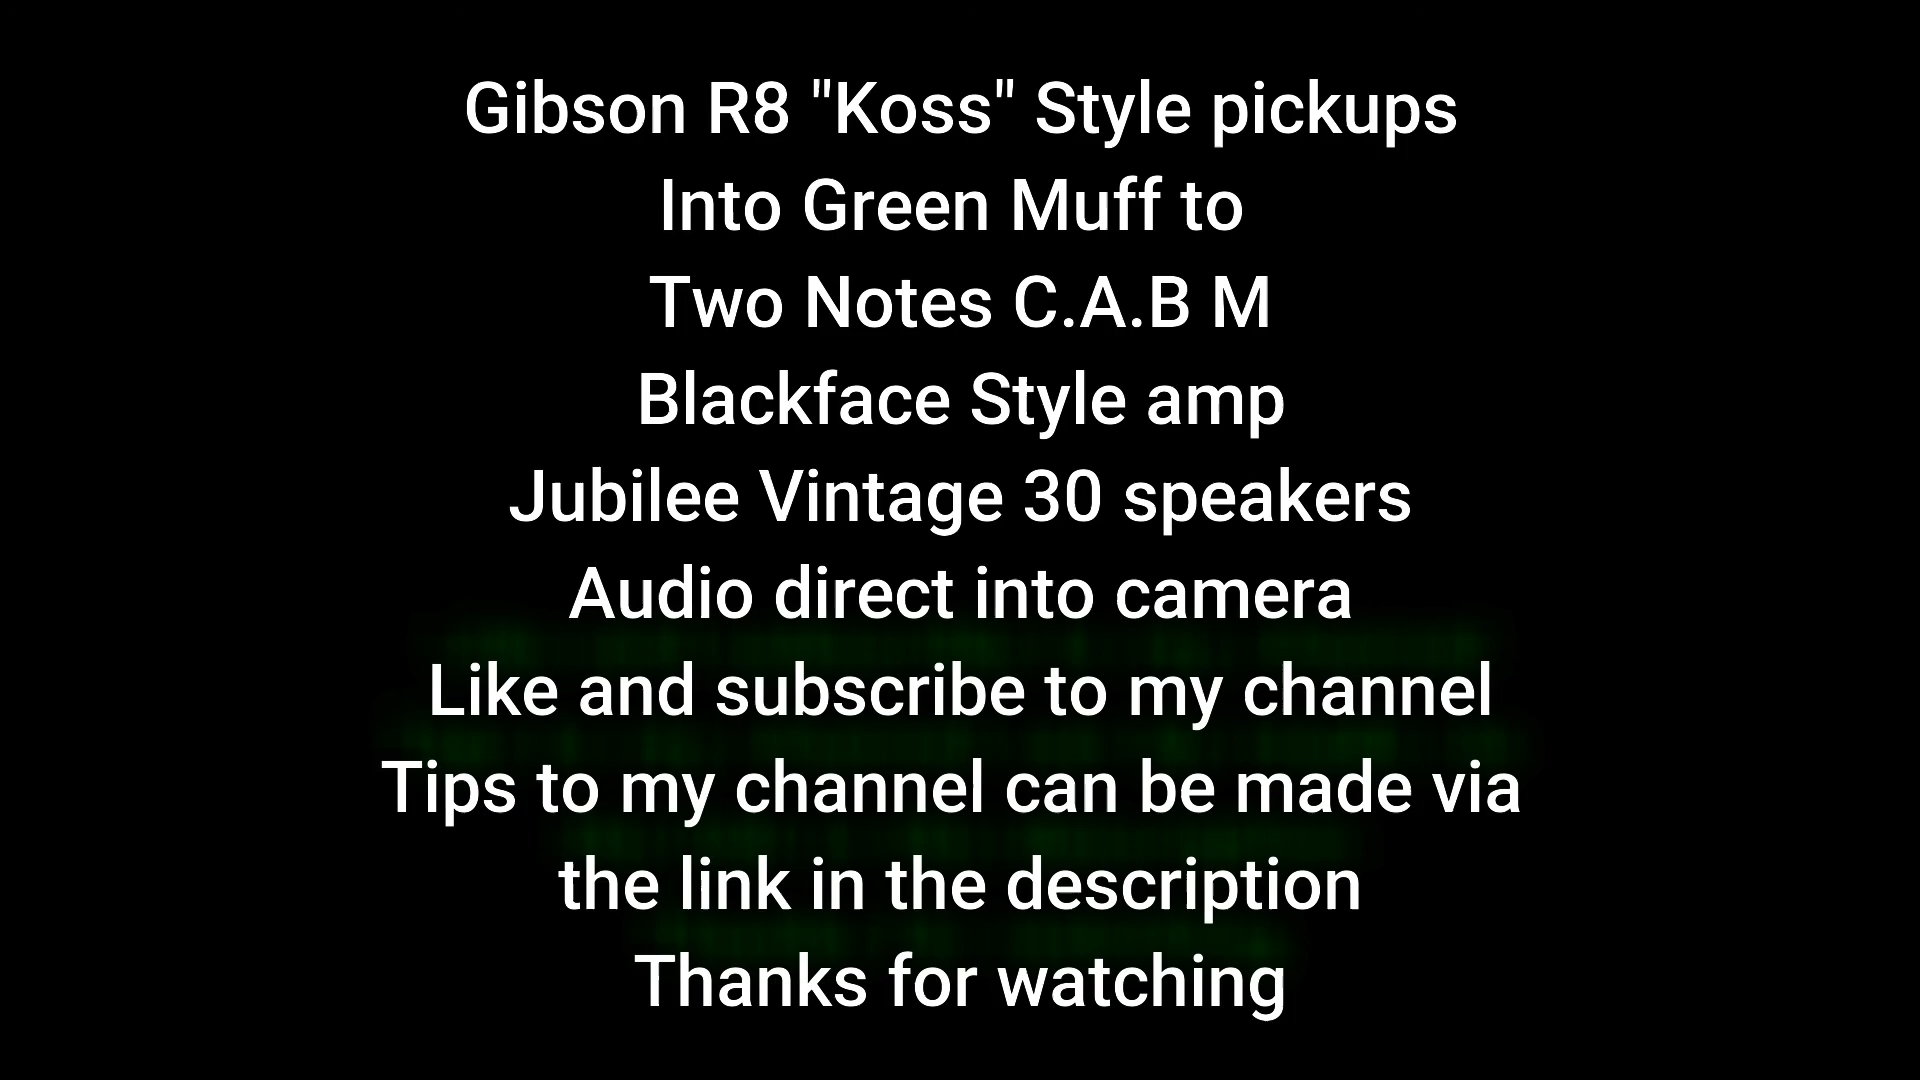 Gibson R8 "Koss" Style pickups
Into Green Muff to
Two Notes C.A.B M
Blackface Style amp
Jubilee Vintage 30 speakers
Audio direct into camera
Like and subscribe to my channel
Tips to my channel can be made via
the link in the description
Thanks for watching